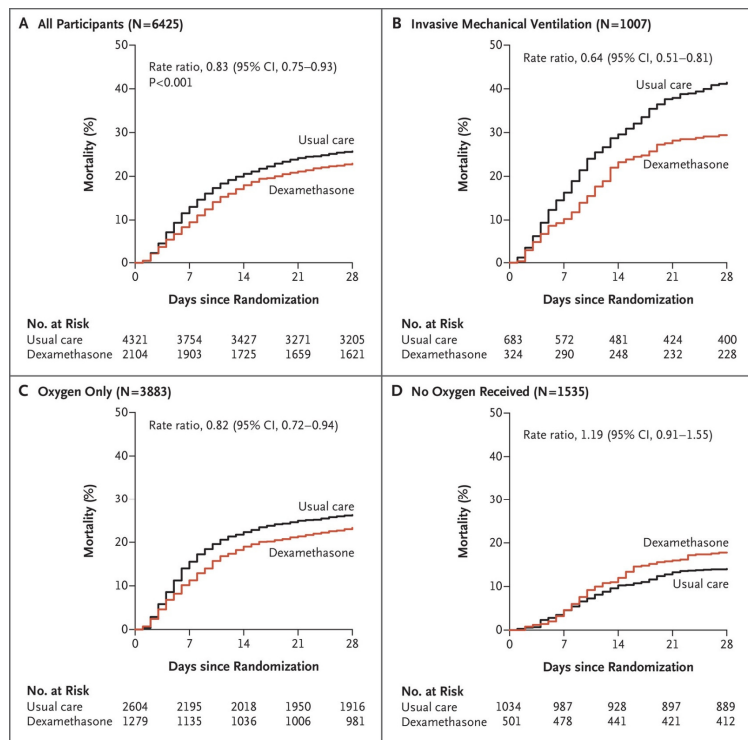 A All Participants (N=6425)
50
40
30
20
10
0
Mortality (%)
Rate ratio, 0.83 (95% CI, 0.75–0.93)
P<0.001
Usual care
Dexamethasone
0 7 14 21 28
Days since Randomization
No. at Risk
Usual care 4321 3754 3427 3271 3205
Dexamethasone 2104 1903 1725 1659 1621
B Invasive Mechanical Ventilation (N=1007)
50
40
30
20
10
0
Mortality (%)
Rate ratio, 0.64 (95% CI, 0.51–0.81)
Usual care
Dexamethasone
0 7 14 21 28
Days since Randomization
No. at Risk
Usual care 683 572 481 424 400
Dexamethasone 324 290 248 232 228
C Oxygen Only (N=3883)
50
40
30
20
10
0
Mortality (%)
Rate ratio, 0.82 (95% CI, 0.72–0.94)
Usual care
Dexamethasone
0 7 14 21 28
Days since Randomization
No. at Risk
Usual care 2604 2195 2018 1950 1916
Dexamethasone 1279 1135 1036 1006 981
D No Oxygen Received (N=1535)
50
40
30
20
10
0
Mortality (%)
Rate ratio, 1.19 (95% CI, 0.91–1.55)
Dexamethasone
Usual care
0 7 14 21 28
Days since Randomization
No. at Risk
Usual care 1034 987 928 897 889
Dexamethasone 501 478 441 421 412